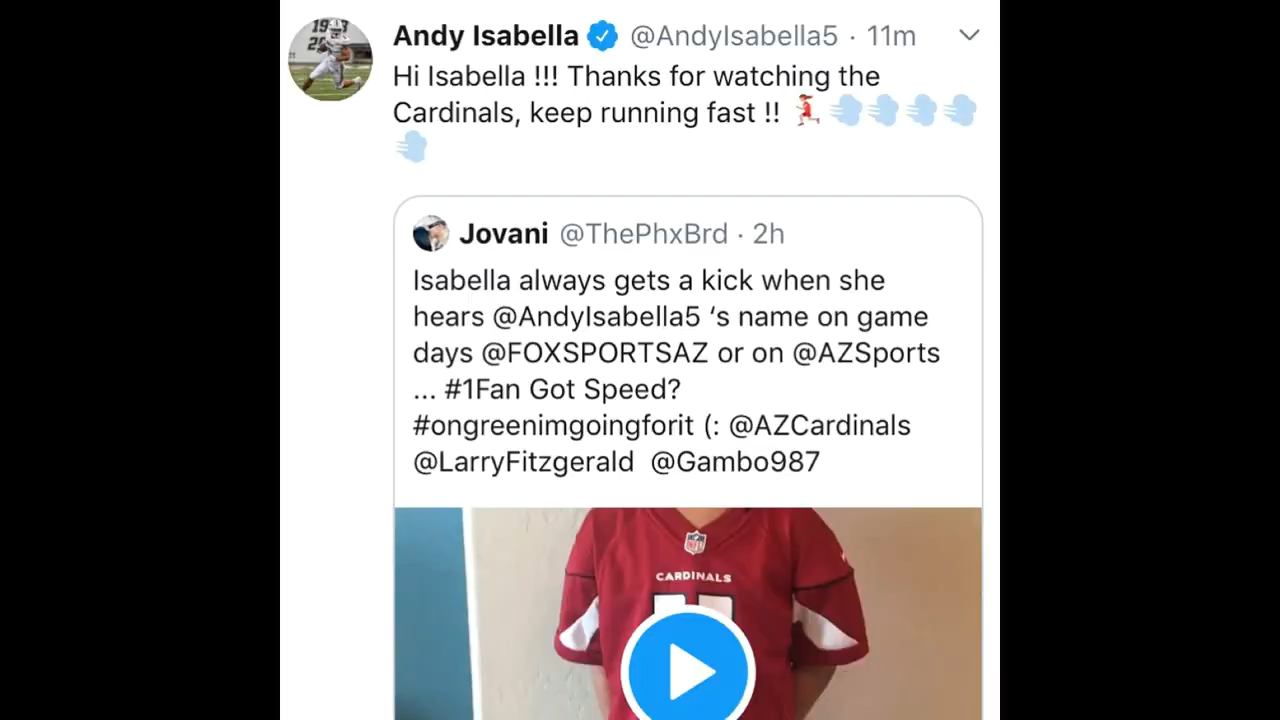 Andy Isabella @AndyIsabella5 · 11m
Hi Isabella !!! Thanks for watching the
Cardinals, keep running fast !! 🏃💨💨💨💨
💨
Jovani @ThePhxBrd · 2h
Isabella always gets a kick when she
hears @AndyIsabella5 ‘s name on game
days @FOXSPORTSAZ or on @AZSports
... #1Fan Got Speed?
#ongreenimgoingforit (: @AZCardinals
@LarryFitzgerald  @Gambo987
NFL
CARDINALS